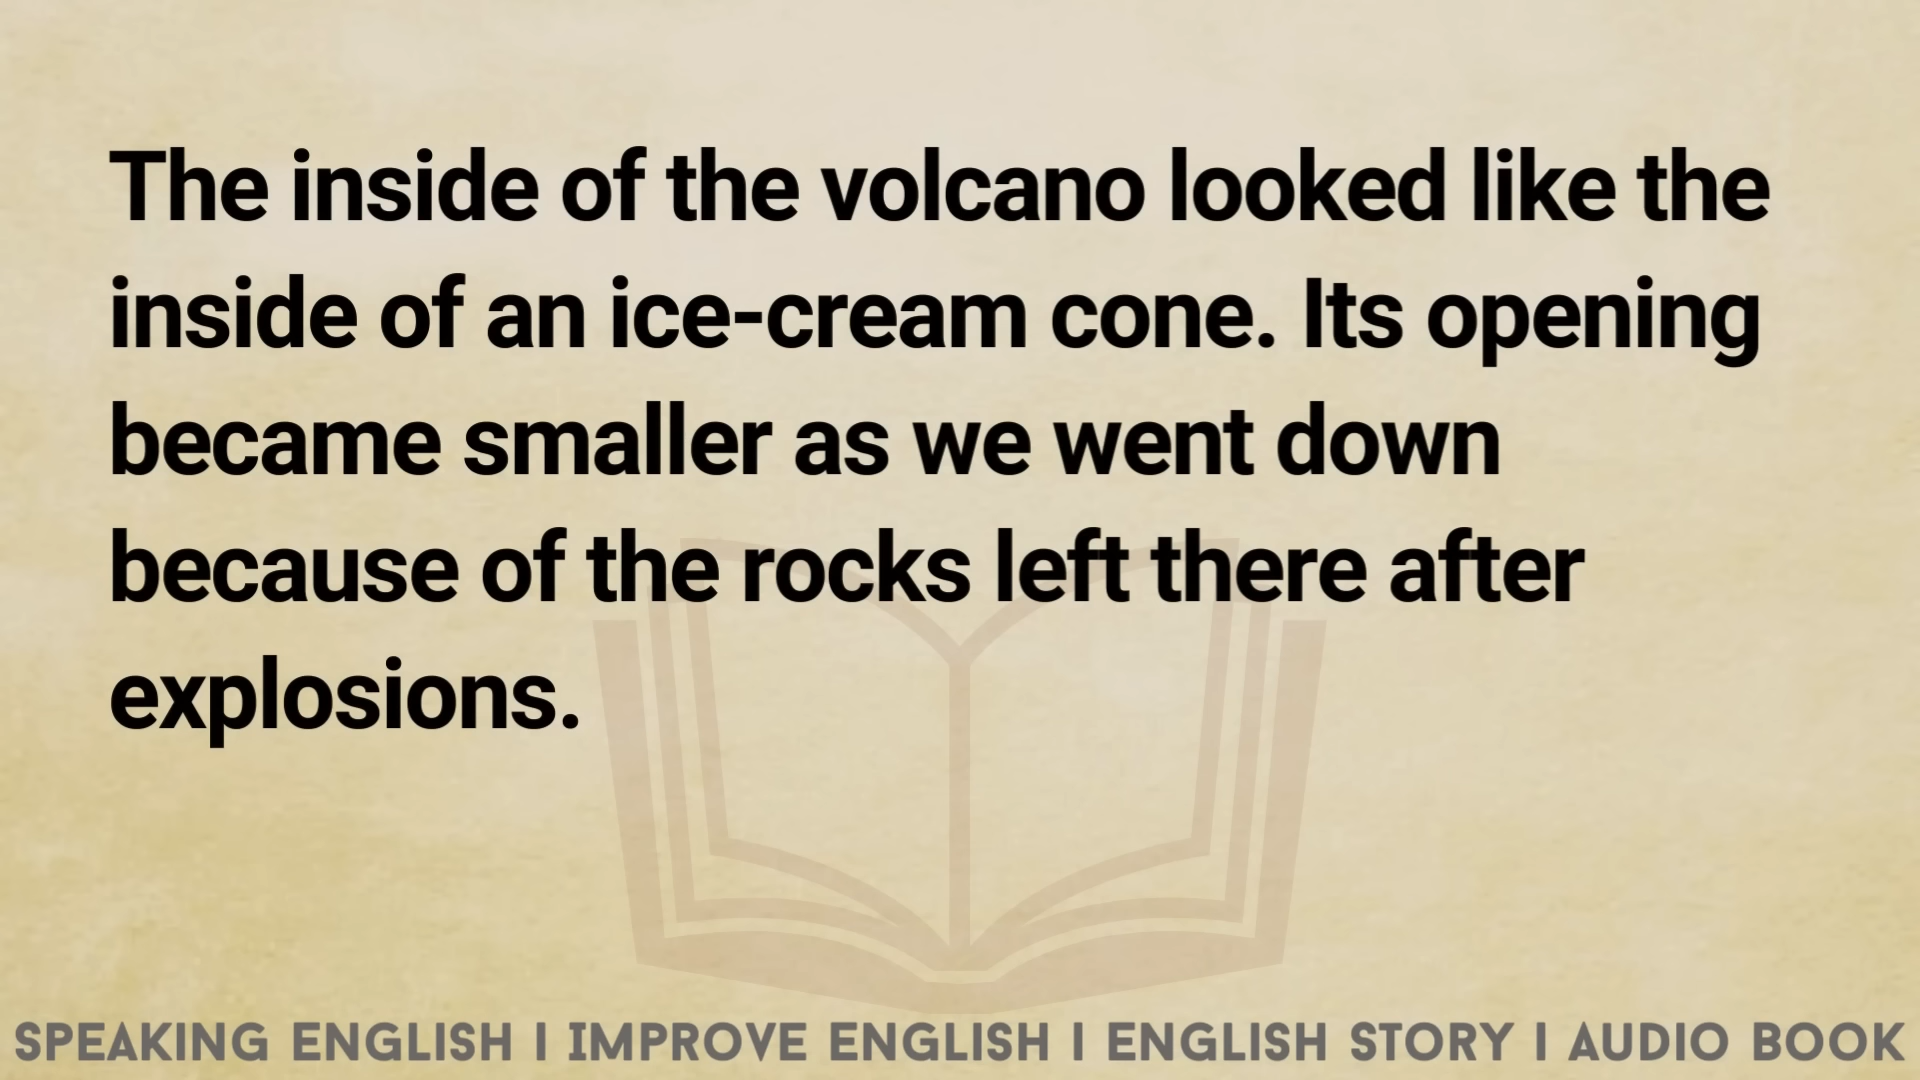 The inside of the volcano looked like the
inside of an ice-cream cone. Its opening
became smaller as we went down
because of the rocks left there after
explosions.
SPEAKING ENGLISH I IMPROVE ENGLISH I ENGLISH STORY I AUDIO BOOK